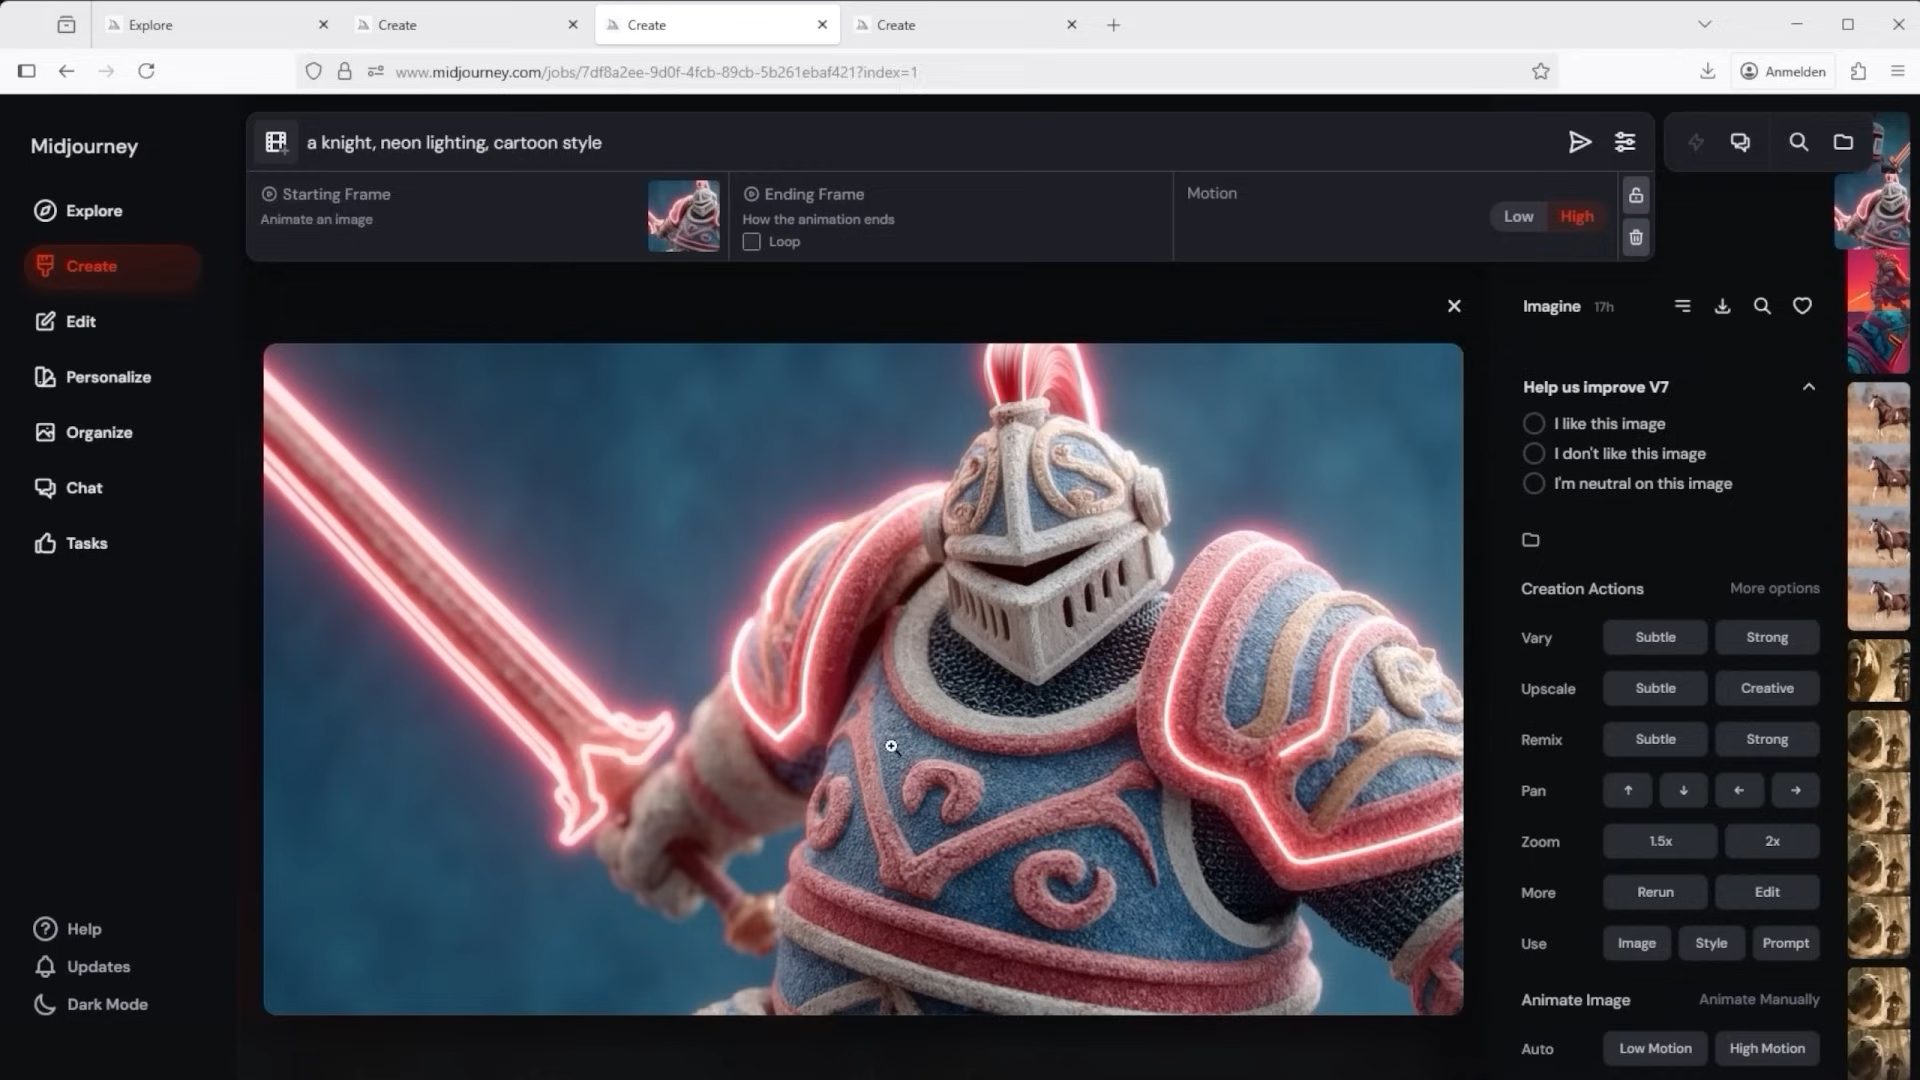 Explore
Create
Create
Create
www.midjourney.com/jobs/7df8a2ee-9d0f-4fcb-89cb-5b261ebaf421?index=1
Anmelden
Midjourney
Explore
Create
Edit
Personalize
Organize
Chat
Tasks
Help
Updates
Dark Mode
a knight, neon lighting, cartoon style
Starting Frame
Animate an image
Ending Frame
How the animation ends
Loop
Motion
Low High
Imagine 17h
Help us improve V7
I like this image
I don't like this image
I'm neutral on this image
Creation Actions More options
Vary Subtle Strong
Upscale Subtle Creative
Remix Subtle Strong
Pan
Zoom 1.5x 2x
More Rerun Edit
Use Image Style Prompt
Animate Image Animate Manually
Auto Low Motion High Motion